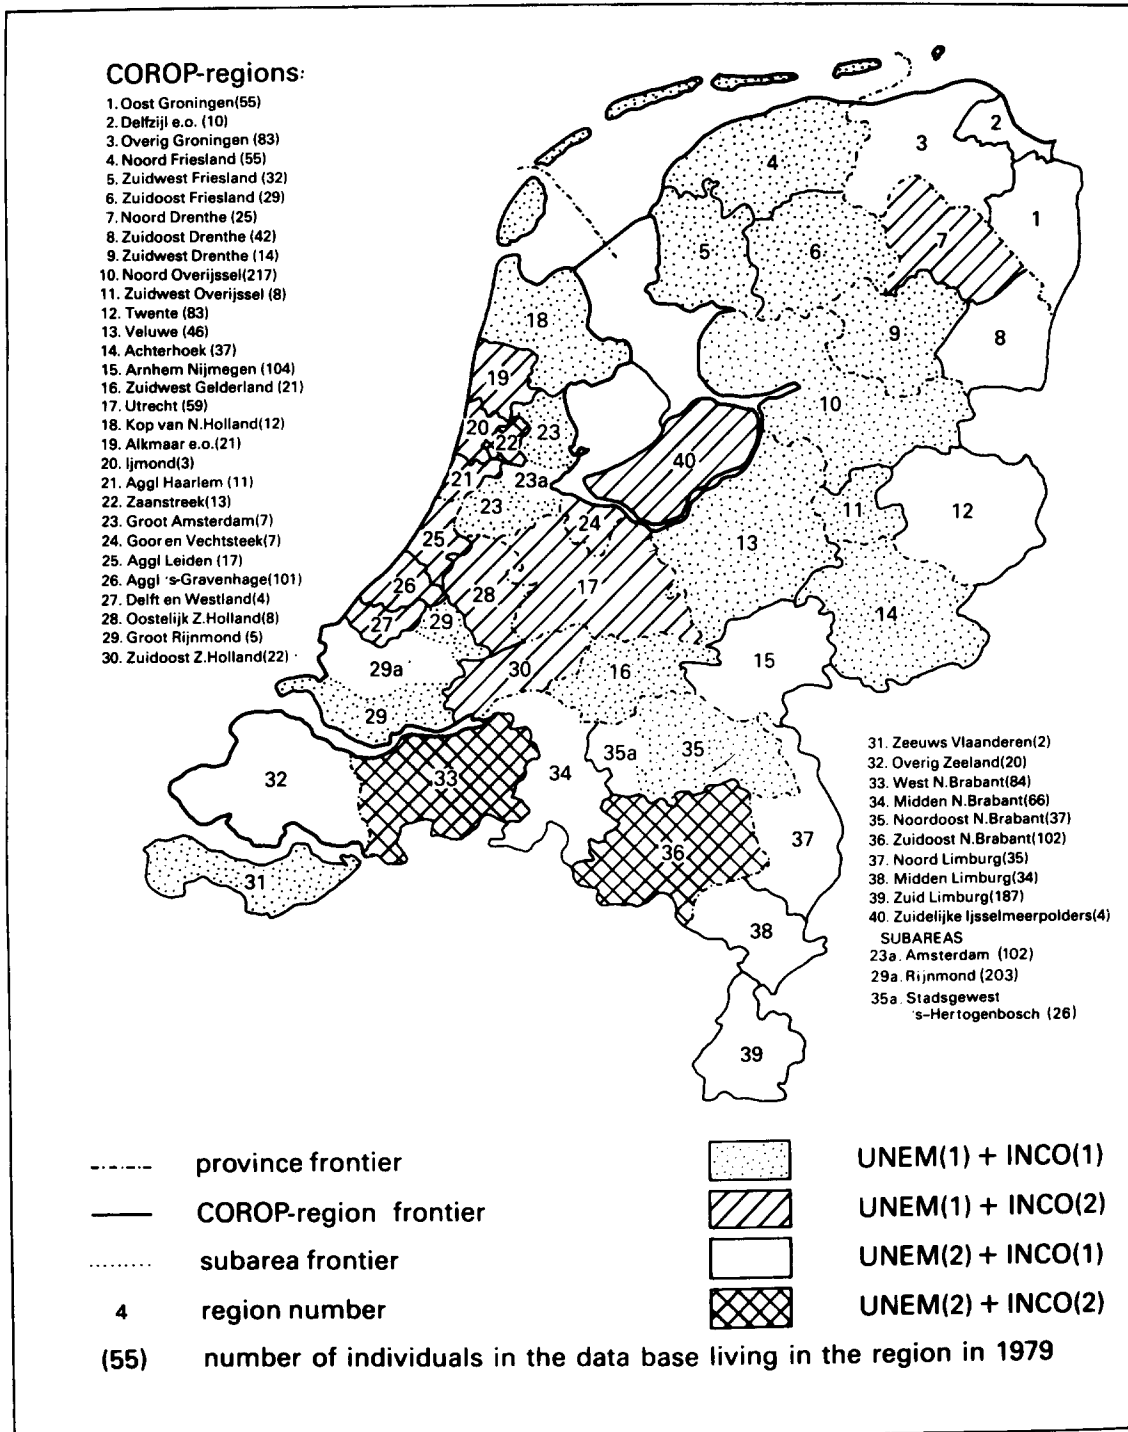 COROP-regions:
1. Oost Groningen(55)
2. Delfzijl e.o. (10)
3. Overig Groningen (83)
4. Noord Friesland (55)
5. Zuidwest Friesland (32)
6. Zuidoost Friesland (29)
7. Noord Drenthe (25)
8. Zuidoost Drenthe (42)
9. Zuidwest Drenthe (14)
10. Noord Overijssel(217)
11. Zuidwest Overijssel (8)
12. Twente (83)
13. Veluwe (46)
14. Achterhoek (37)
15. Arnhem Nijmegen (104)
16. Zuidwest Gelderland (21)
17. Utrecht (59)
18. Kop van N.Holland(12)
19. Alkmaar e.o.(21)
20. Ijmond(3)
21. Aggl Haarlem (11)
22. Zaanstreek(13)
23. Groot Amsterdam(7)
24. Goor en Vechtsteek(7)
25. Aggl Leiden (17)
26. Aggl 's-Gravenhage(101)
27. Delft en Westland(4)
28. Oostelijk Z.Holland(8)
29. Groot Rijnmond (5)
30. Zuidoost Z.Holland(22)
2
3
4
1
5
6
7
18
9
8
19
10
20
22
23
40
21
23a
23
24
11
12
25
13
28
17
26
14
27
29
29a
30
16
15
29
35a
35
32
33
34
36
37
31
38
39
31. Zeeuws Vlaanderen(2)
32. Overig Zeeland(20)
33. West N.Brabant(84)
34. Midden N.Brabant(66)
35. Noordoost N.Brabant(37)
36. Zuidoost N.Brabant(102)
37. Noord Limburg(35)
38. Midden Limburg(34)
39. Zuid Limburg(187)
40. Zuidelijke Ijsselmeerpolders(4)
SUBAREAS
23a. Amsterdam (102)
29a. Rijnmond (203)
35a. Stadsgewest
's-Hertogenbosch (26)
province frontier
COROP-region frontier
subarea frontier
4 region number
(55) number of individuals in the data base living in the region in 1979
UNEM(1) + INCO(1)
UNEM(1) + INCO(2)
UNEM(2) + INCO(1)
UNEM(2) + INCO(2)